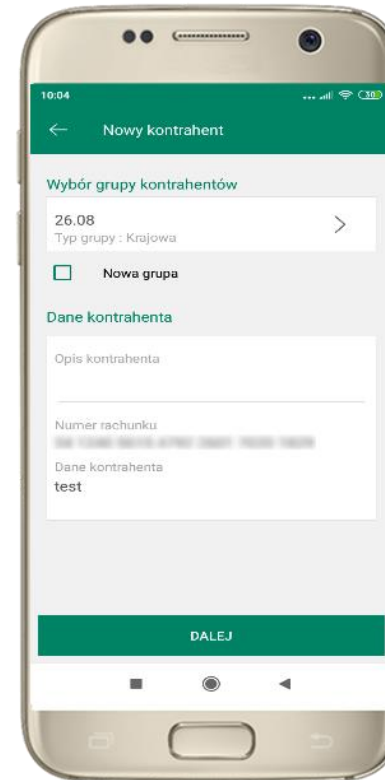 10:04
30
Nowy kontrahent
Wybór grupy kontrahentów
26.08
Typ grupy : Krajowa
Nowa grupa
Dane kontrahenta
Opis kontrahenta
Numer rachunku
Dane kontrahenta
test
DALEJ